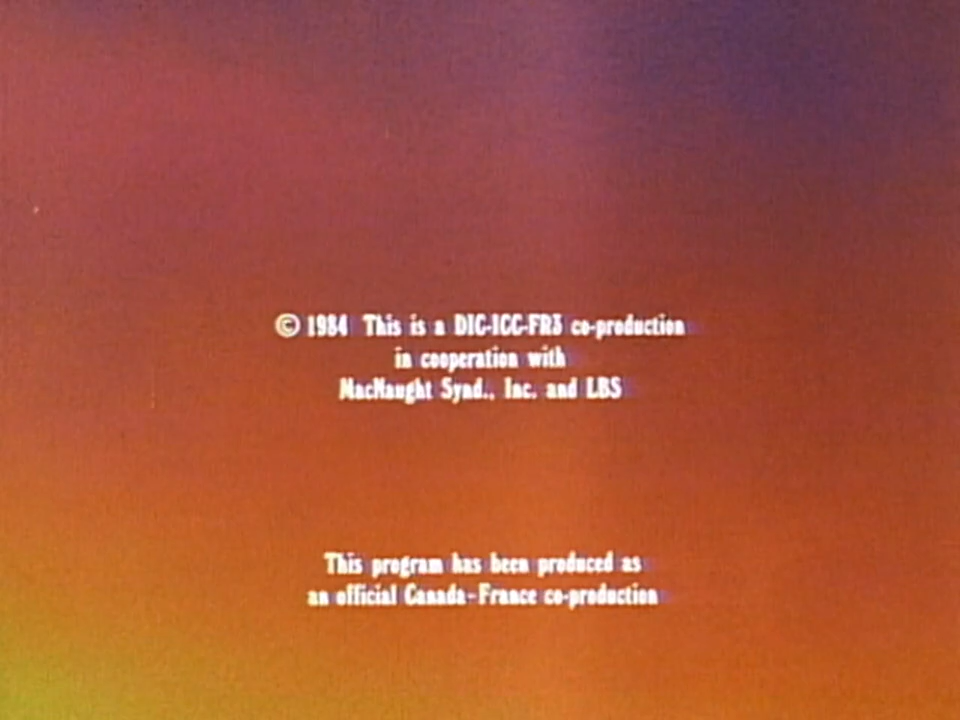 © 1984 This is a DIC-ICC-FR3 co-production
in cooperation with
MacNaught Synd., Inc. and LBS
This program has been produced as
an official Canada-France co-production